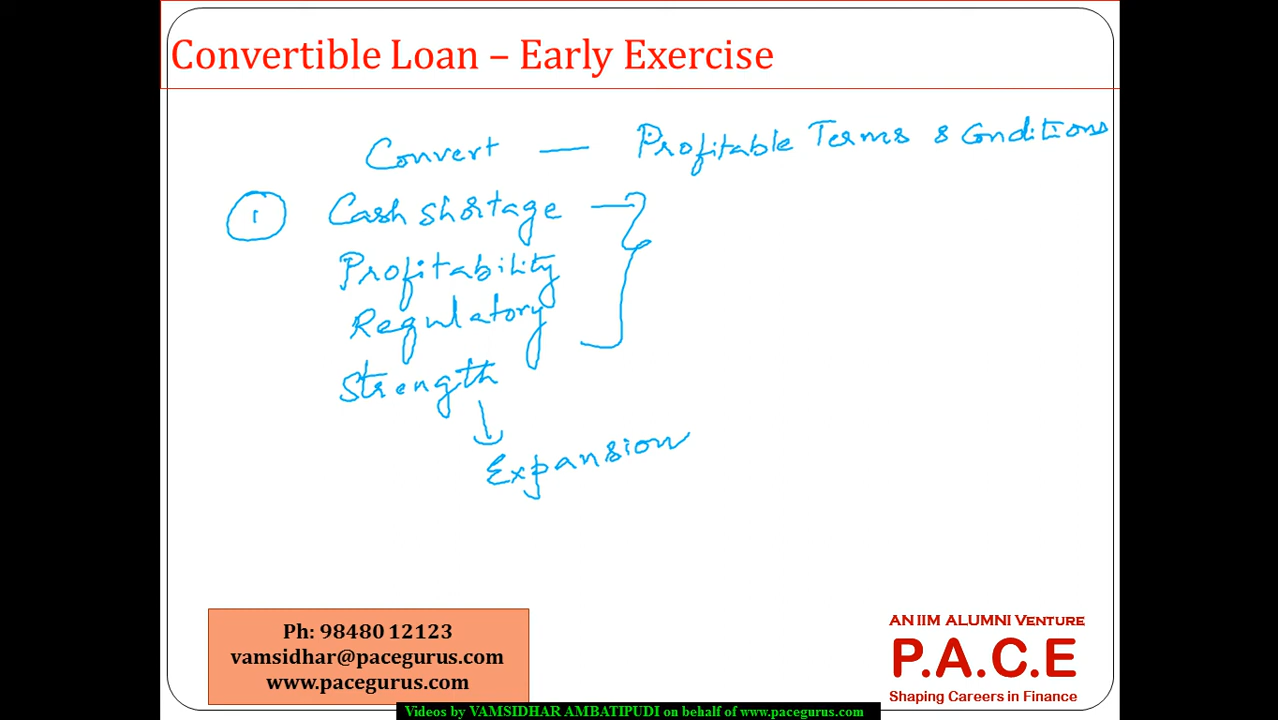 Convertible Loan – Early Exercise
Convert — Profitable Terms & Conditions
1 Cash shortage
Profitability
Regulatory
Strength
Expansion
Ph: 98480 12123
vamsidhar@pacegurus.com
www.pacegurus.com
AN IIM ALUMNI VENTURE
P.A.C.E
Shaping Careers in Finance
Videos by VAMSIDHAR AMBATIPUDI on behalf of www.pacegurus.com